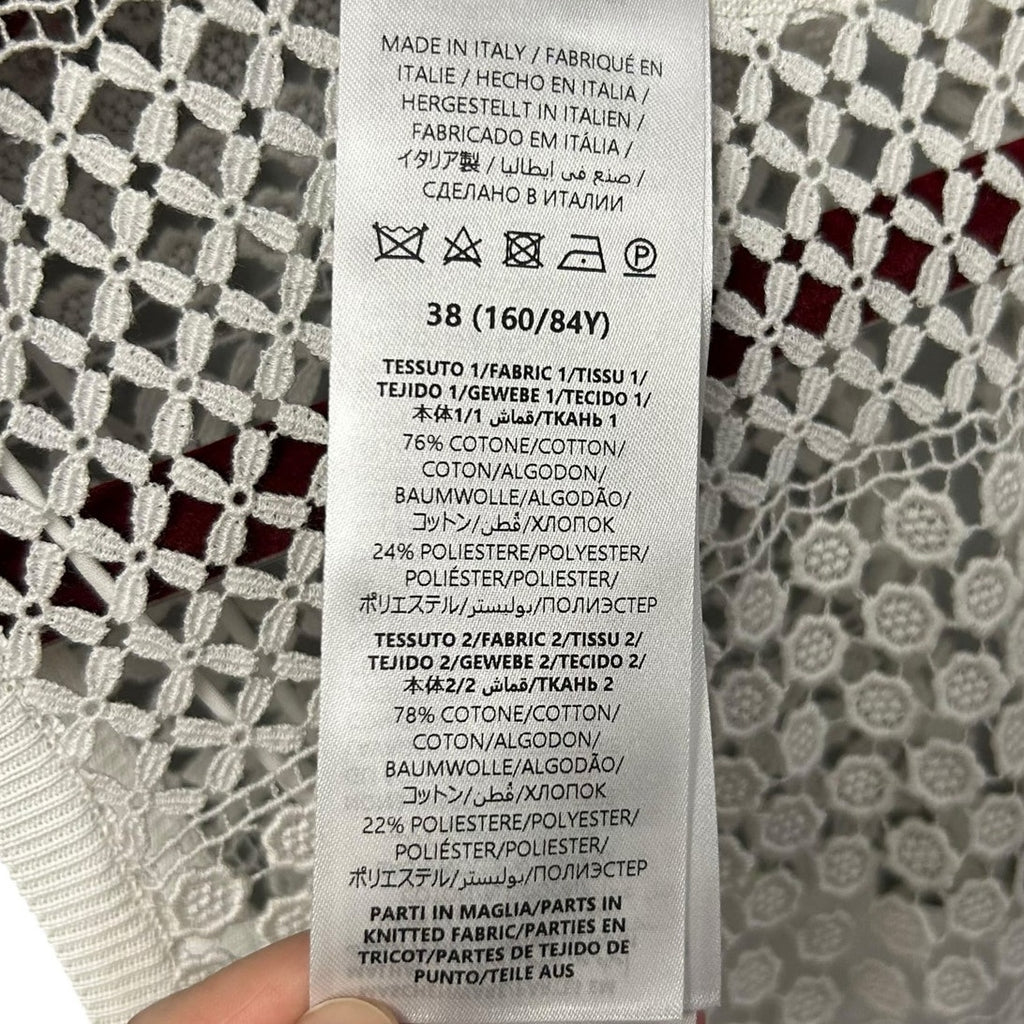 MADE IN ITALY / FABRIQUÉ EN
ITALIE / HECHO EN ITALIA /
HERGESTELLT IN ITALIEN /
FABRICADO EM ITÁLIA /
イタリア製 / صنع في إيطاليا /
СДЕЛАНО В ИТАЛИИ
P
38 (160/84Y)
TESSUTO 1/FABRIC 1/TISSU 1/
TEJIDO 1/GEWEBE 1/TECIDO 1/
本体1/1 قماش/ТКАНЬ 1
76% COTONE/COTTON/
COTON/ALGODON/
BAUMWOLLE/ALGODÃO/
コットン/قُطن/ХЛОПОК
24% POLIESTERE/POLYESTER/
POLIÉSTER/POLIESTER/
ポリエステル/بوليستر/ПОЛИЭСТЕР
TESSUTO 2/FABRIC 2/TISSU 2/
TEJIDO 2/GEWEBE 2/TECIDO 2/
本体2/2 قماش/ТКАНЬ 2
78% COTONE/COTTON/
COTON/ALGODON/
BAUMWOLLE/ALGODÃO/
コットン/قُطن/ХЛОПОК
22% POLIESTERE/POLYESTER/
POLIÉSTER/POLIESTER/
ポリエステル/بوليستر/ПОЛИЭСТЕР
PARTI IN MAGLIA/PARTS IN
KNITTED FABRIC/PARTIES EN
TRICOT/PARTES DE TEJIDO DE
PUNTO/TEILE AUS